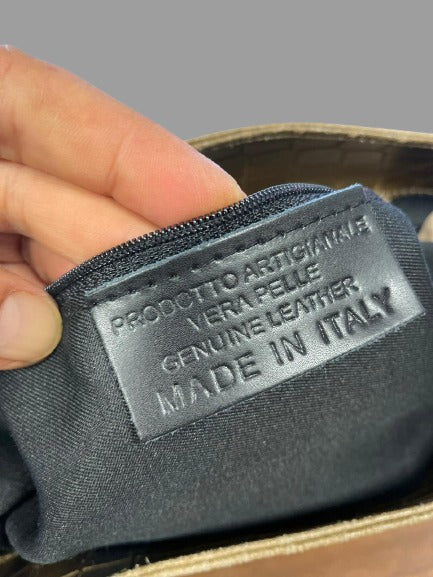 PRODOTTO ARTIGIANALE
VERA PELLE
GENUINE LEATHER
MADE IN ITALY